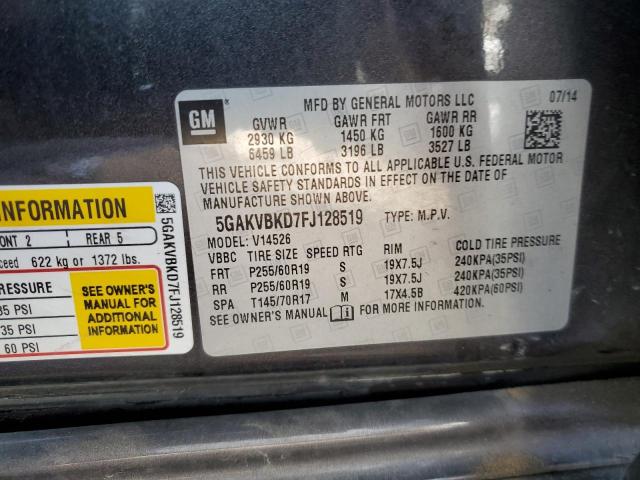 INFORMATION
ONT 2 REAR 5
ceed 622 kg or 1372 lbs.
PRESSURE
35 PSI
35 PSI
60 PSI
SEE OWNER'S
MANUAL FOR
ADDITIONAL
INFORMATION
5GAKVBKD7FJ128519
GM
MFD BY GENERAL MOTORS LLC 07/14
GVWR GAWR FRT GAWR RR
2930 KG 1450 KG 1600 KG
6459 LB 3196 LB 3527 LB
THIS VEHICLE CONFORMS TO ALL APPLICABLE U.S. FEDERAL MOTOR
VEHICLE SAFETY STANDARDS IN EFFECT ON THE DATE OF
MANUFACTURE SHOWN ABOVE.
5GAKVBKD7FJ128519 TYPE: M.P.V.
MODEL: V14526
VBBC TIRE SIZE SPEED RTG RIM COLD TIRE PRESSURE
FRT P255/60R19 S 19X7.5J 240KPA(35PSI)
RR P255/60R19 S 19X7.5J 240KPA(35PSI)
SPA T145/70R17 M 17X4.5B 420KPA(60PSI)
SEE OWNER'S MANUAL FOR MORE INFORMATION.